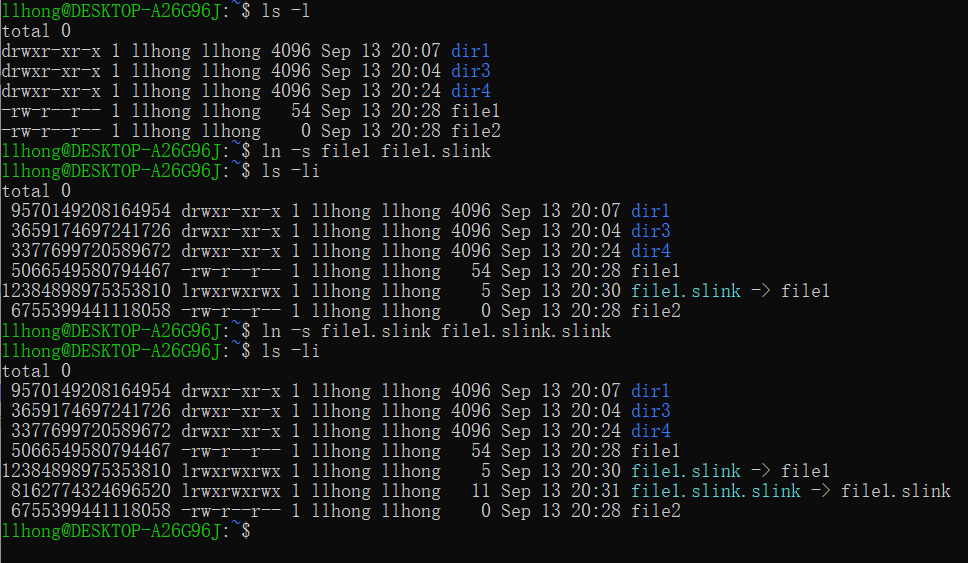 llhong@DESKTOP-A26G96J:~$ ls -l
total 0
drwxr-xr-x 1 llhong llhong 4096 Sep 13 20:07 dir1
drwxr-xr-x 1 llhong llhong 4096 Sep 13 20:04 dir3
drwxr-xr-x 1 llhong llhong 4096 Sep 13 20:24 dir4
-rw-r--r-- 1 llhong llhong   54 Sep 13 20:28 file1
-rw-r--r-- 1 llhong llhong    0 Sep 13 20:28 file2
llhong@DESKTOP-A26G96J:~$ ln -s file1 file1.slink
llhong@DESKTOP-A26G96J:~$ ls -li
total 0
 9570149208164954 drwxr-xr-x 1 llhong llhong 4096 Sep 13 20:07 dir1
 3659174697241726 drwxr-xr-x 1 llhong llhong 4096 Sep 13 20:04 dir3
 3377699720589672 drwxr-xr-x 1 llhong llhong 4096 Sep 13 20:24 dir4
 5066549580794467 -rw-r--r-- 1 llhong llhong   54 Sep 13 20:28 file1
12384898975353810 lrwxrwxrwx 1 llhong llhong    5 Sep 13 20:30 file1.slink -> file1
 6755399441118058 -rw-r--r-- 1 llhong llhong    0 Sep 13 20:28 file2
llhong@DESKTOP-A26G96J:~$ ln -s file1.slink file1.slink.slink
llhong@DESKTOP-A26G96J:~$ ls -li
total 0
 9570149208164954 drwxr-xr-x 1 llhong llhong 4096 Sep 13 20:07 dir1
 3659174697241726 drwxr-xr-x 1 llhong llhong 4096 Sep 13 20:04 dir3
 3377699720589672 drwxr-xr-x 1 llhong llhong 4096 Sep 13 20:24 dir4
 5066549580794467 -rw-r--r-- 1 llhong llhong   54 Sep 13 20:28 file1
12384898975353810 lrwxrwxrwx 1 llhong llhong    5 Sep 13 20:30 file1.slink -> file1
 8162774324696520 lrwxrwxrwx 1 llhong llhong   11 Sep 13 20:31 file1.slink.slink -> file1.slink
 6755399441118058 -rw-r--r-- 1 llhong llhong    0 Sep 13 20:28 file2
llhong@DESKTOP-A26G96J:~$